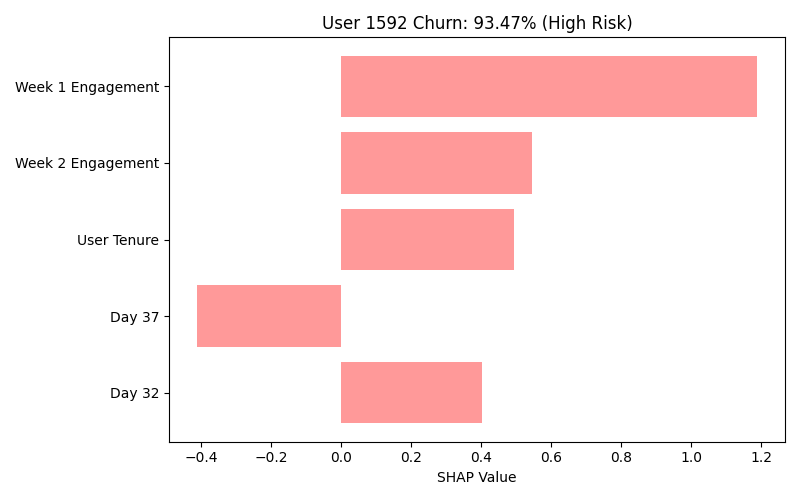 User 1592 Churn: 93.47% (High Risk)
Week 1 Engagement
Week 2 Engagement
User Tenure
Day 37
Day 32
−0.4 −0.2 0.0 0.2 0.4 0.6 0.8 1.0 1.2
SHAP Value